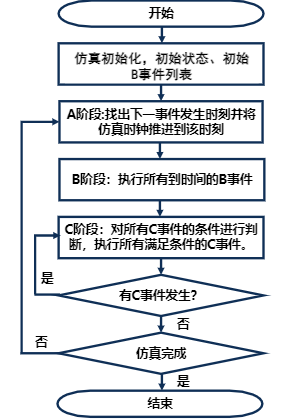 开始
仿真初始化，初始状态、初始
B事件列表
A阶段:找出下一事件发生时刻并将
仿真时钟推进到该时刻
B阶段：执行所有到时间的B事件
C阶段：对所有C事件的条件进行判
断，执行所有满足条件的C事件。
是
有C事件发生?
否
否
仿真完成
是
结束